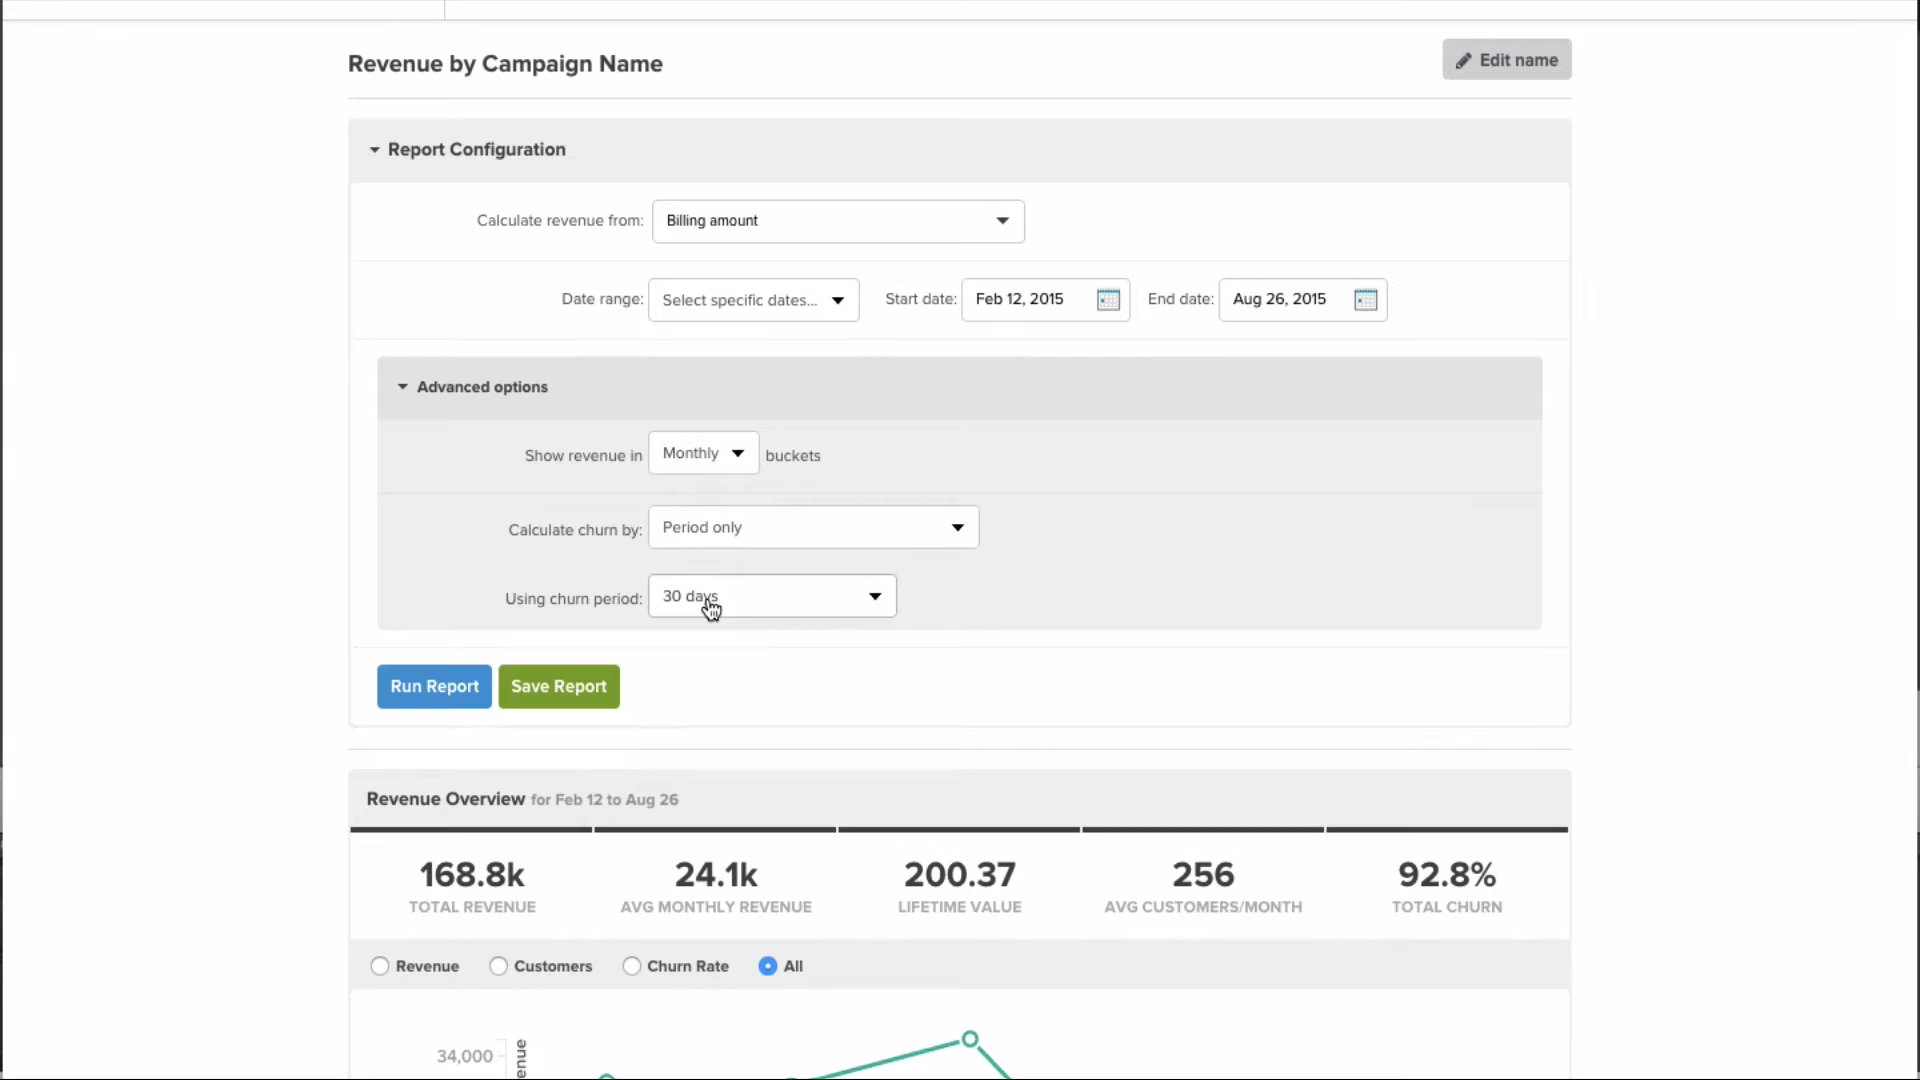 Revenue by Campaign Name
Edit name
Report Configuration
Calculate revenue from: Billing amount
Date range: Select specific dates... Start date: Feb 12, 2015 End date: Aug 26, 2015
Advanced options
Show revenue in Monthly buckets
Calculate churn by: Period only
Using churn period: 30 days
Run Report Save Report
Revenue Overview for Feb 12 to Aug 26
168.8k 24.1k 200.37 256 92.8%
TOTAL REVENUE AVG MONTHLY REVENUE LIFETIME VALUE AVG CUSTOMERS/MONTH TOTAL CHURN
Revenue Customers Churn Rate All
34,000